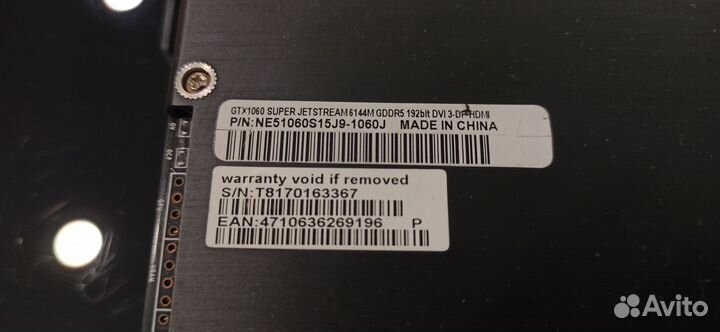 GTX1060 SUPER JETSTREAM 6144M GDDR5 192bit DVI 3-DP HDMI
P/N:NE51060S15J9-1060J MADE IN CHINA
warranty void if removed
S/N:T8170163367
EAN:4710636269196 P
Avito